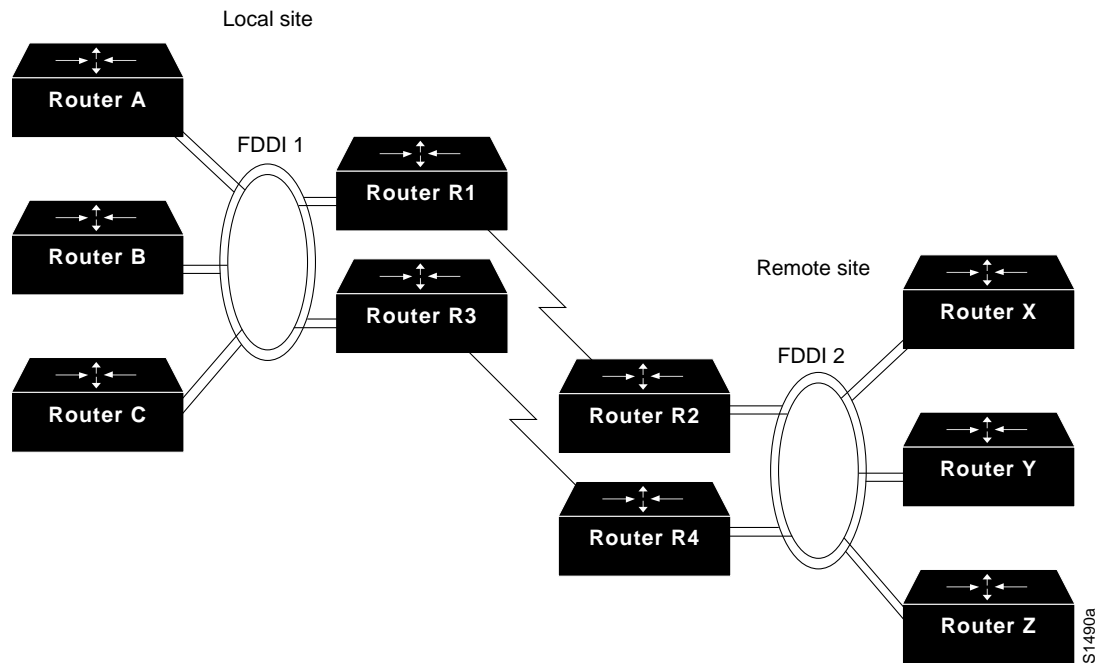 Local site
Router A
FDDI 1
Router R1
Router B
Remote site
Router R3
Router X
FDDI 2
Router C
Router R2
Router Y
Router R4
Router Z
S1490a